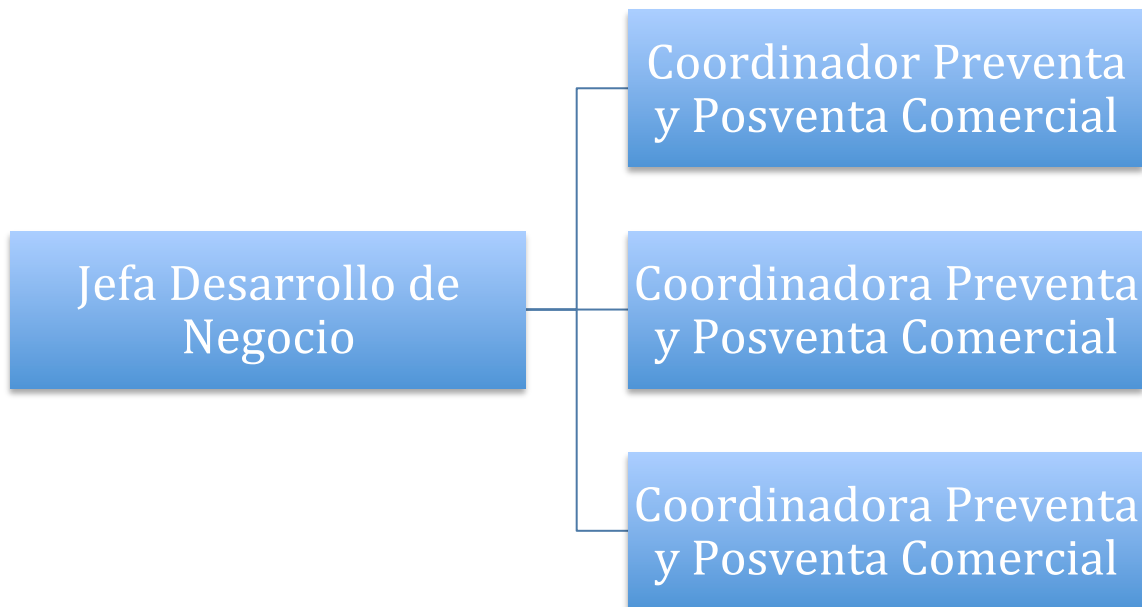 Coordinador Preventa
y Posventa Comercial
Jefa Desarrollo de
Negocio
Coordinadora Preventa
y Posventa Comercial
Coordinadora Preventa
y Posventa Comercial